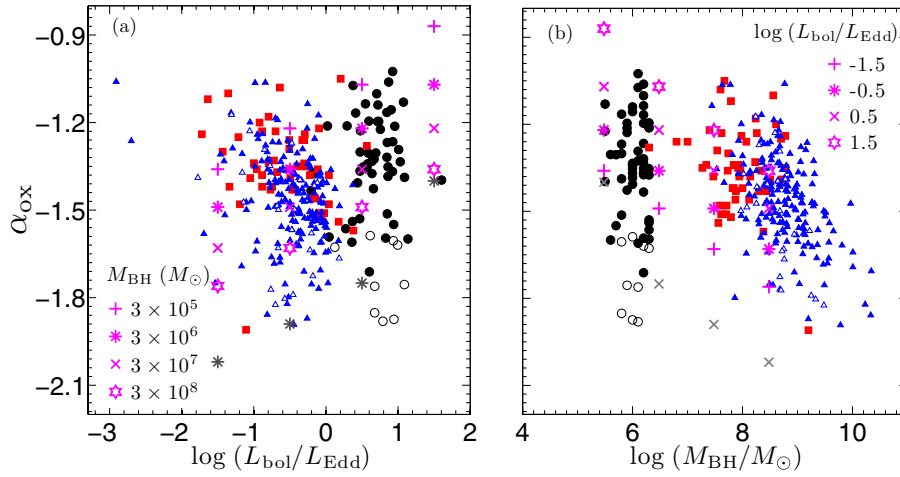 (a)
(b)
log (L_bol/L_Edd)
-1.5
-0.5
0.5
1.5
−0.9
−1.2
−1.5
−1.8
−2.1
α_ox
M_BH (M_⊙)
3 × 10^5
3 × 10^6
3 × 10^7
3 × 10^8
−3 −2 −1 0 1 2
4 6 8 10
log (L_bol/L_Edd)
log (M_BH/M_⊙)